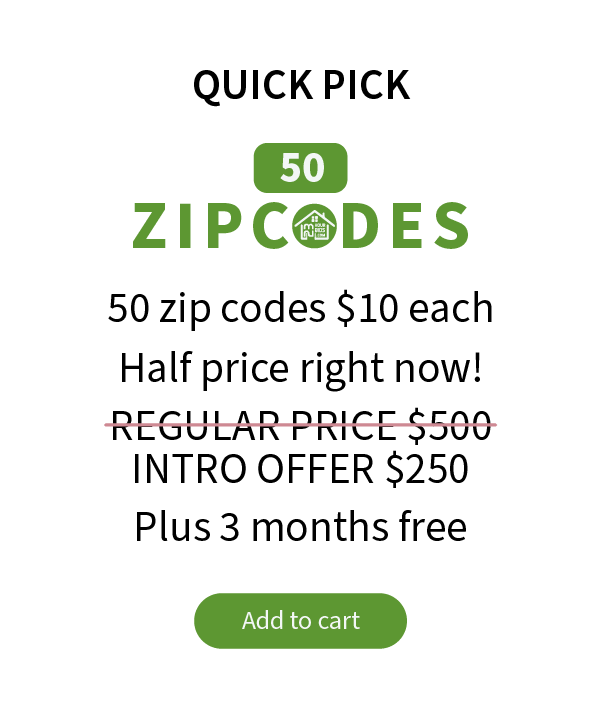 QUICK PICK
50
ZIPCODES
50 zip codes $10 each
Half price right now!
REGULAR PRICE $500
INTRO OFFER $250
Plus 3 months free
Add to cart